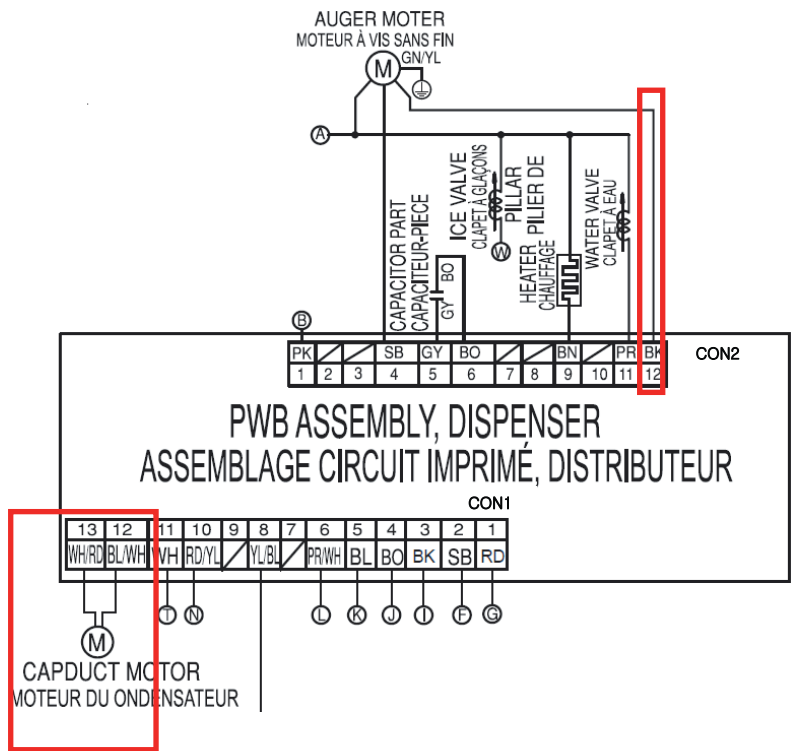 AUGER MOTER
MOTEUR À VIS SANS FIN
GN/YL
M
A
CAPACITOR PART
CAPACITEUR-PIECE
GY
BO
ICE VALVE
CLAPET À GLAÇONS
W
PILLAR
PILIER DE
HEATER
CHAUFFAGE
WATER VALVE
CLAPET À EAU
B
PK SB GY BO BN PR BK
1 2 3 4 5 6 7 8 9 10 11 12
CON2
PWB ASSEMBLY, DISPENSER
ASSEMBLAGE CIRCUIT IMPRIMÉ, DISTRIBUTEUR
CON1
13 12 11 10 9 8 7 6 5 4 3 2 1
WH/RD BL/WH WH RD/YL YL/BL PR/WH BL BO BK SB RD
T N L K J I F G
M
CAPDUCT MOTOR
MOTEUR DU ONDENSATEUR